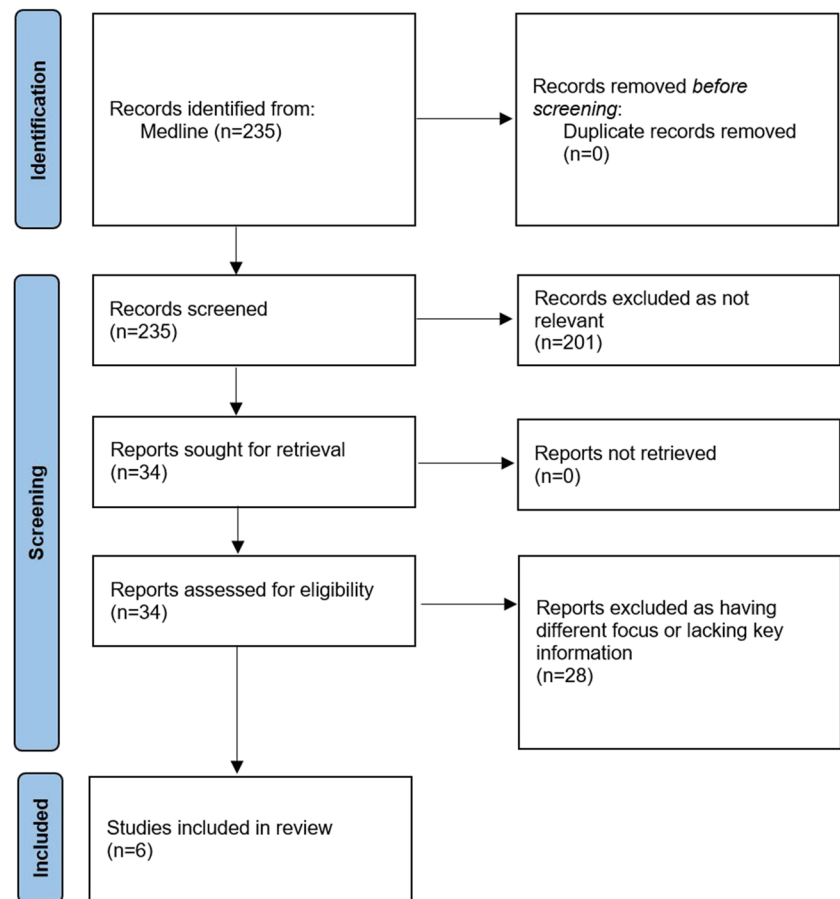 Identification
Records identified from:
Medline (n=235)
Records removed before
screening:
Duplicate records removed
(n=0)
Screening
Records screened
(n=235)
Records excluded as not
relevant
(n=201)
Reports sought for retrieval
(n=34)
Reports not retrieved
(n=0)
Reports assessed for eligibility
(n=34)
Reports excluded as having
different focus or lacking key
information
(n=28)
Included
Studies included in review
(n=6)